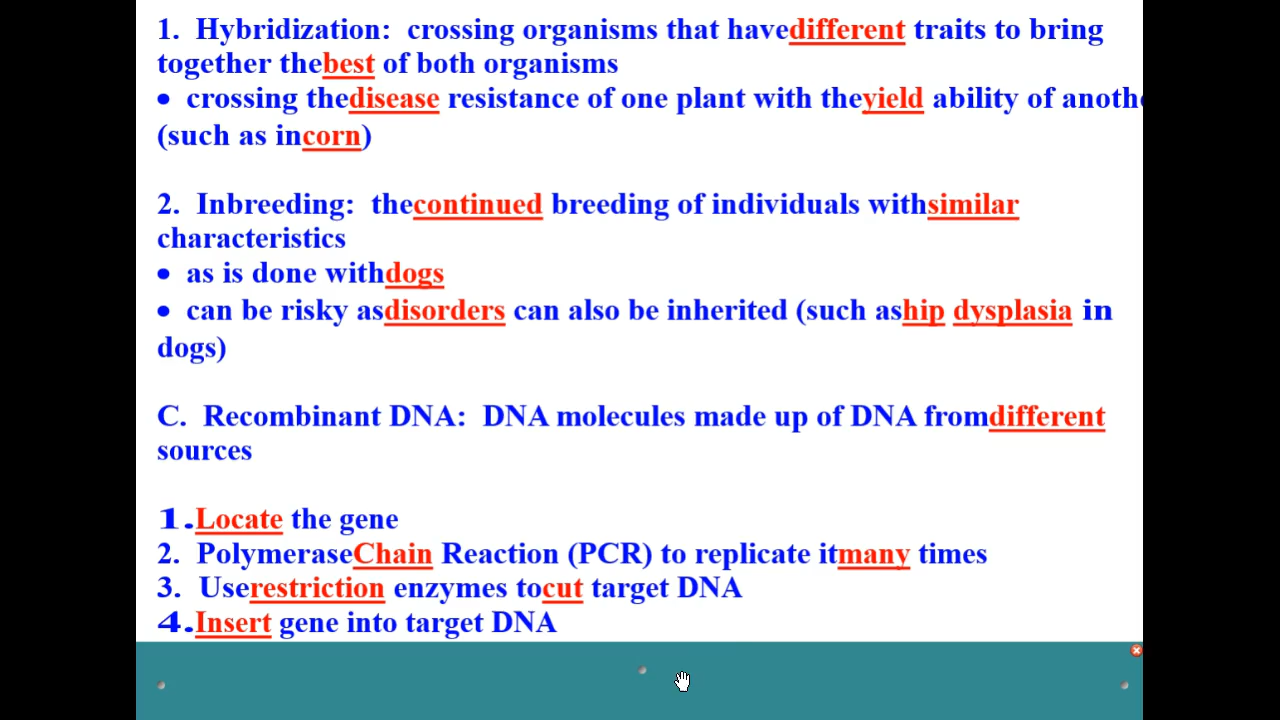 1. Hybridization: crossing organisms that have different traits to bring
together the best of both organisms
• crossing the disease resistance of one plant with the yield ability of anothe
(such as in corn)
2. Inbreeding: the continued breeding of individuals with similar
characteristics
• as is done with dogs
• can be risky as disorders can also be inherited (such as hip dysplasia in
dogs)
C. Recombinant DNA: DNA molecules made up of DNA from different
sources
1. Locate the gene
2. Polymerase Chain Reaction (PCR) to replicate it many times
3. Use restriction enzymes to cut target DNA
4. Insert gene into target DNA